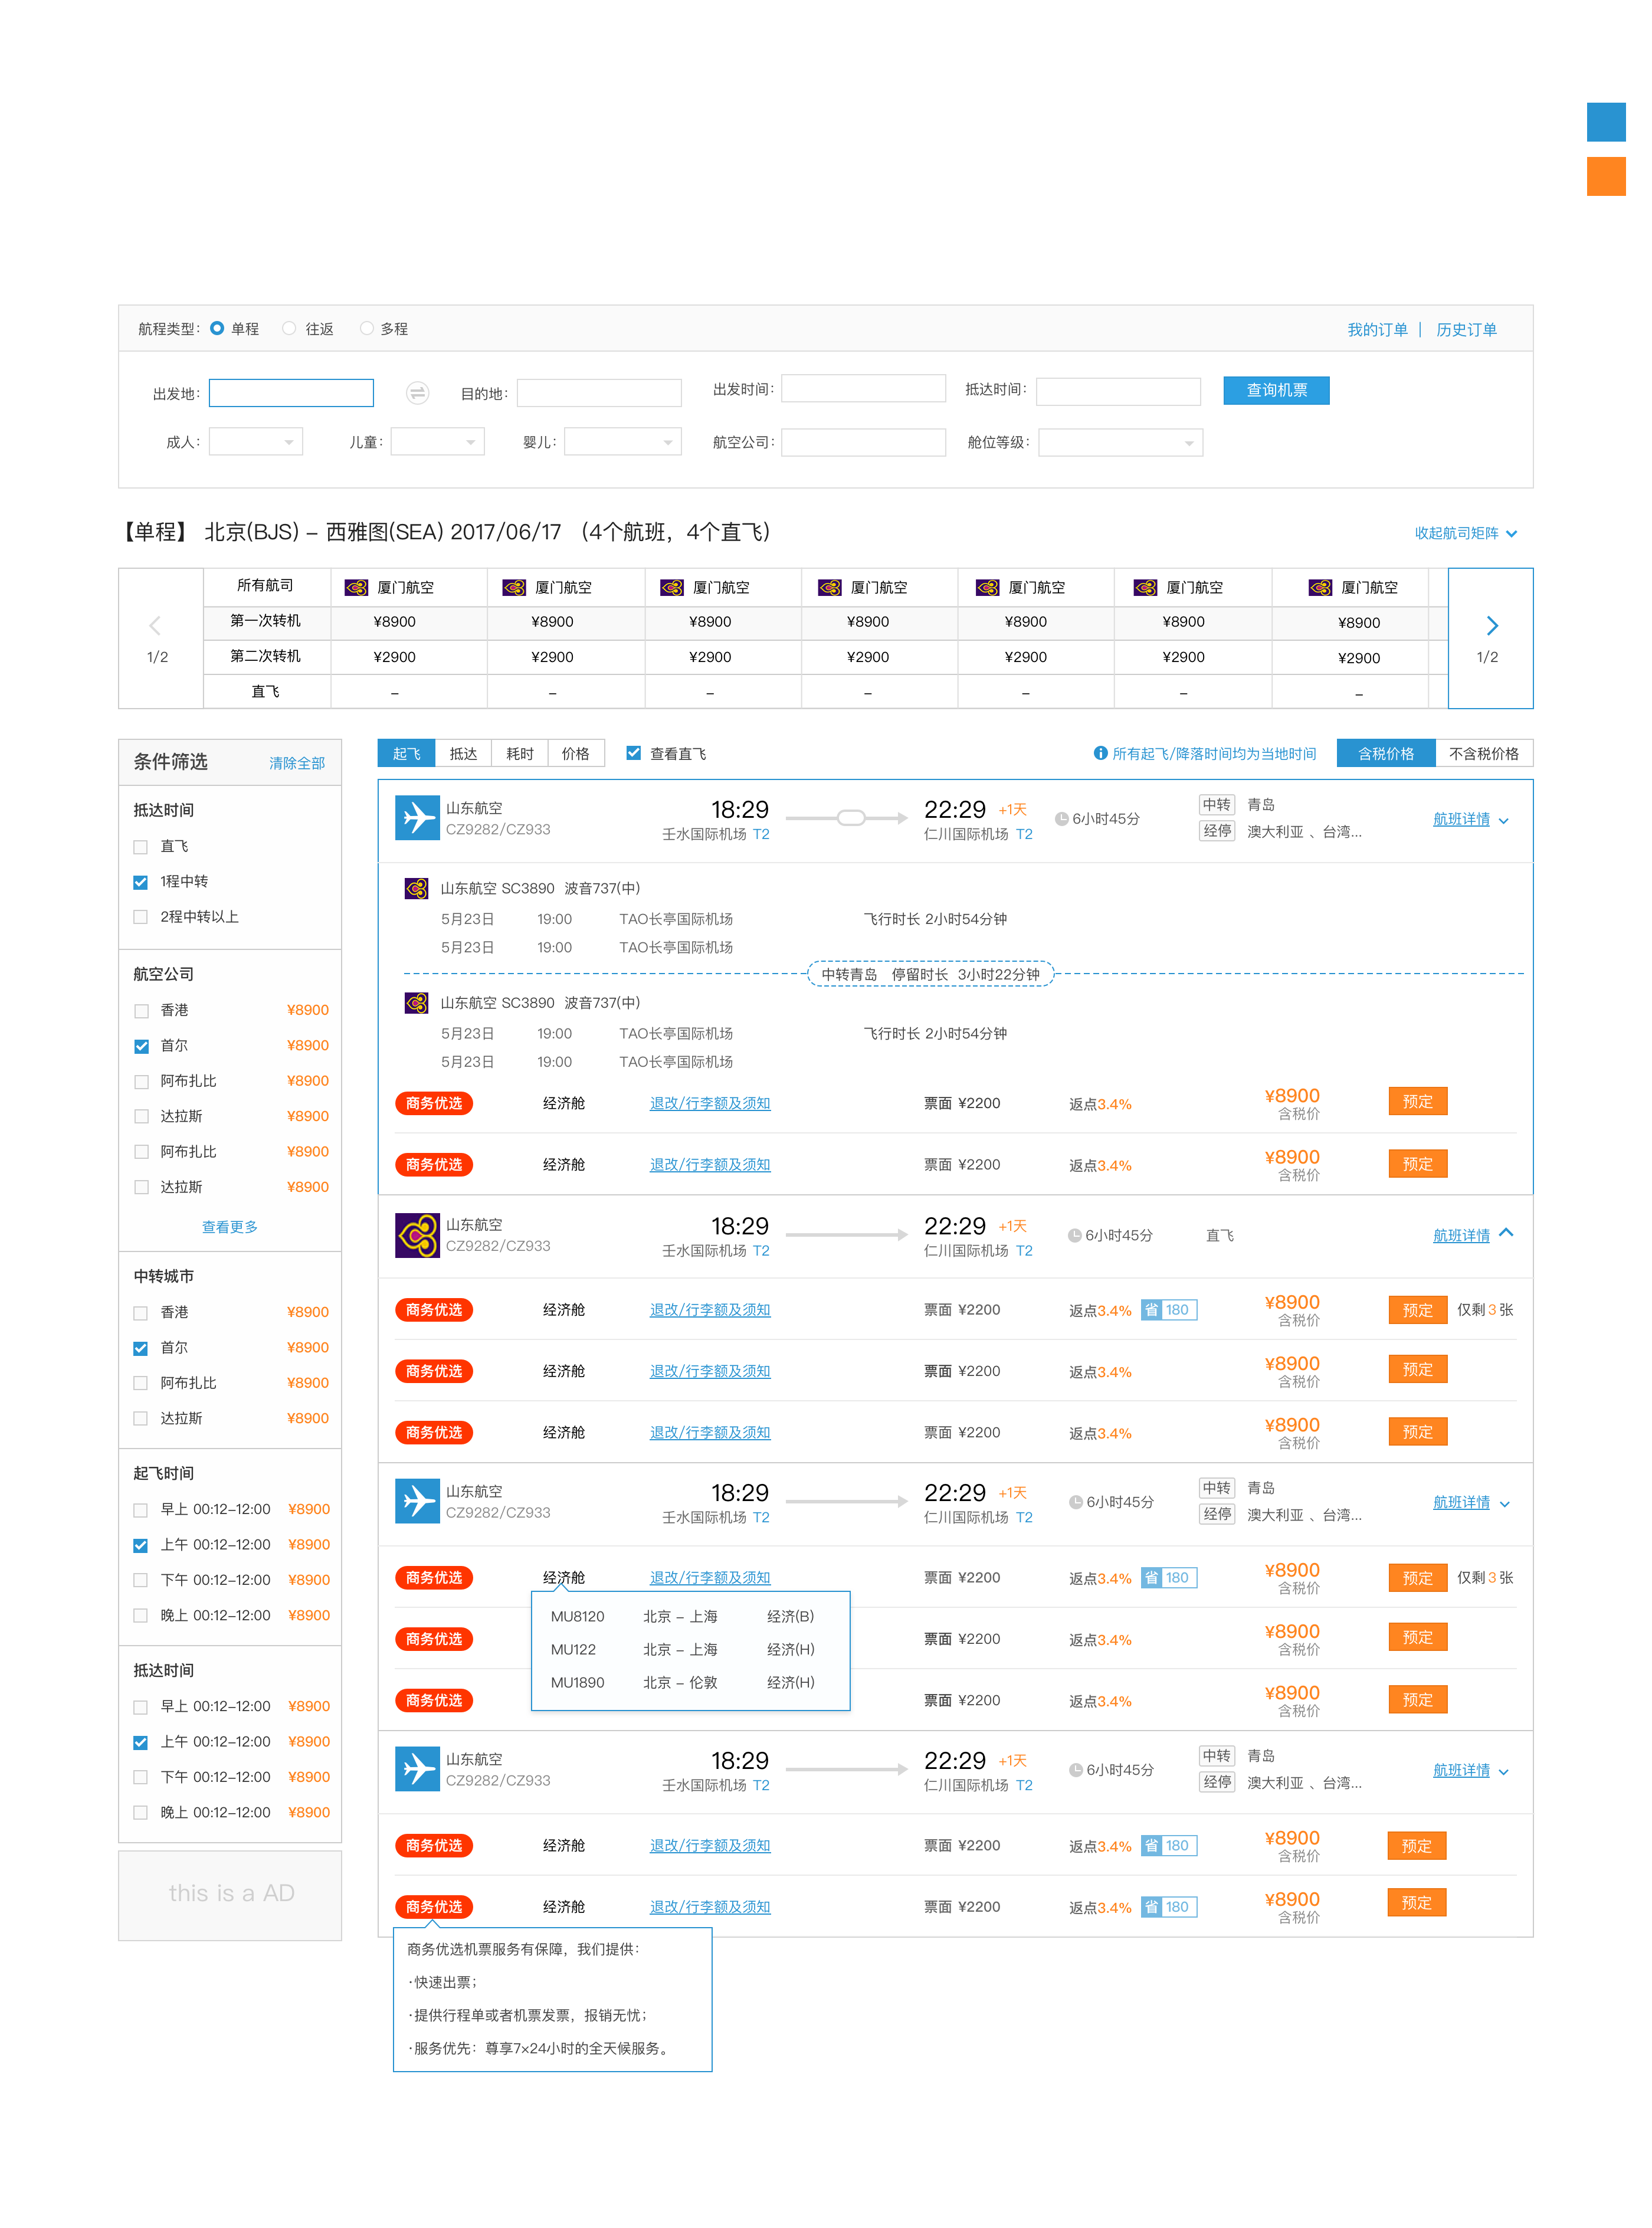 航程类型： 单程 往返 多程 我的订单 | 历史订单
出发地： 目的地： 出发时间： 抵达时间： 查询机票
成人： 儿童： 婴儿： 航空公司： 舱位等级：
【单程】 北京(BJS) – 西雅图(SEA) 2017/06/17 （4个航班，4个直飞） 收起航司矩阵
所有航司 厦门航空 厦门航空 厦门航空 厦门航空 厦门航空 厦门航空 厦门航空
第一次转机 ¥8900 ¥8900 ¥8900 ¥8900 ¥8900 ¥8900 ¥8900
1/2 第二次转机 ¥2900 ¥2900 ¥2900 ¥2900 ¥2900 ¥2900 ¥2900 1/2
直飞 – – – – – – –
条件筛选 清除全部
抵达时间
直飞
1程中转
2程中转以上
航空公司
香港 ¥8900
首尔 ¥8900
阿布扎比 ¥8900
达拉斯 ¥8900
阿布扎比 ¥8900
达拉斯 ¥8900
查看更多
中转城市
香港 ¥8900
首尔 ¥8900
阿布扎比 ¥8900
达拉斯 ¥8900
起飞时间
早上 00:12–12:00 ¥8900
上午 00:12–12:00 ¥8900
下午 00:12–12:00 ¥8900
晚上 00:12–12:00 ¥8900
抵达时间
早上 00:12–12:00 ¥8900
上午 00:12–12:00 ¥8900
下午 00:12–12:00 ¥8900
晚上 00:12–12:00 ¥8900
this is a AD
起飞 抵达 耗时 价格 查看直飞 所有起飞/降落时间均为当地时间 含税价格 不含税价格
山东航空 18:29 22:29 +1天 6小时45分 中转 青岛 航班详情
CZ9282/CZ933 壬水国际机场 T2 仁川国际机场 T2 经停 澳大利亚 、台湾...
山东航空 SC3890 波音737(中)
5月23日 19:00 TAO长亭国际机场 飞行时长 2小时54分钟
5月23日 19:00 TAO长亭国际机场
中转青岛 停留时长 3小时22分钟
山东航空 SC3890 波音737(中)
5月23日 19:00 TAO长亭国际机场 飞行时长 2小时54分钟
5月23日 19:00 TAO长亭国际机场
商务优选 经济舱 退改/行李额及须知 票面 ¥2200 返点3.4% ¥8900 含税价 预定
商务优选 经济舱 退改/行李额及须知 票面 ¥2200 返点3.4% ¥8900 含税价 预定
山东航空 18:29 22:29 +1天 6小时45分 直飞 航班详情
CZ9282/CZ933 壬水国际机场 T2 仁川国际机场 T2
商务优选 经济舱 退改/行李额及须知 票面 ¥2200 返点3.4% 省 180 ¥8900 含税价 预定 仅剩3张
商务优选 经济舱 退改/行李额及须知 票面 ¥2200 返点3.4% ¥8900 含税价 预定
商务优选 经济舱 退改/行李额及须知 票面 ¥2200 返点3.4% ¥8900 含税价 预定
山东航空 18:29 22:29 +1天 6小时45分 中转 青岛 航班详情
CZ9282/CZ933 壬水国际机场 T2 仁川国际机场 T2 经停 澳大利亚 、台湾...
商务优选 经济舱 退改/行李额及须知 票面 ¥2200 返点3.4% 省 180 ¥8900 含税价 预定 仅剩3张
MU8120 北京 – 上海 经济(B)
MU122 北京 – 上海 经济(H)
MU1890 北京 – 伦敦 经济(H)
商务优选 票面 ¥2200 返点3.4% ¥8900 含税价 预定
商务优选 票面 ¥2200 返点3.4% ¥8900 含税价 预定
山东航空 18:29 22:29 +1天 6小时45分 中转 青岛 航班详情
CZ9282/CZ933 壬水国际机场 T2 仁川国际机场 T2 经停 澳大利亚 、台湾...
商务优选 经济舱 退改/行李额及须知 票面 ¥2200 返点3.4% 省 180 ¥8900 含税价 预定
商务优选 经济舱 退改/行李额及须知 票面 ¥2200 返点3.4% 省 180 ¥8900 含税价 预定
商务优选机票服务有保障，我们提供：
·快速出票；
·提供行程单或者机票发票，报销无忧；
·服务优先：尊享7×24小时的全天候服务。